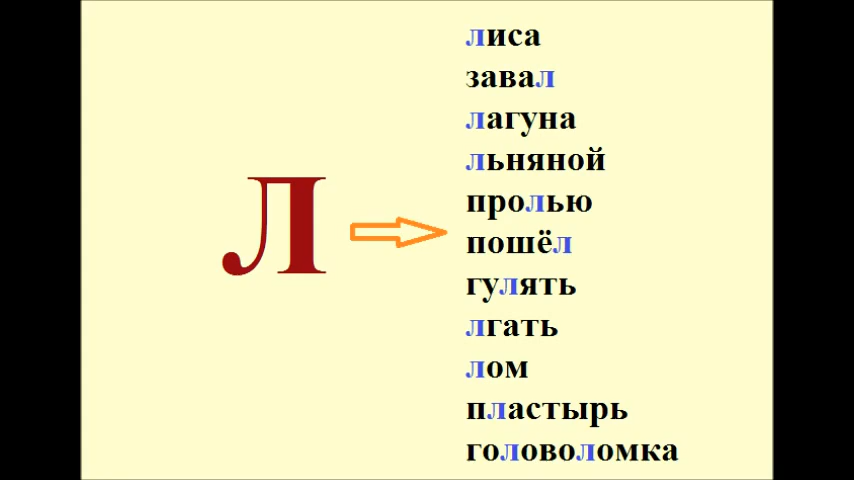 Л
лиса
завал
лагуна
льняной
пролью
пошёл
гулять
лгать
лом
пластырь
головоломка